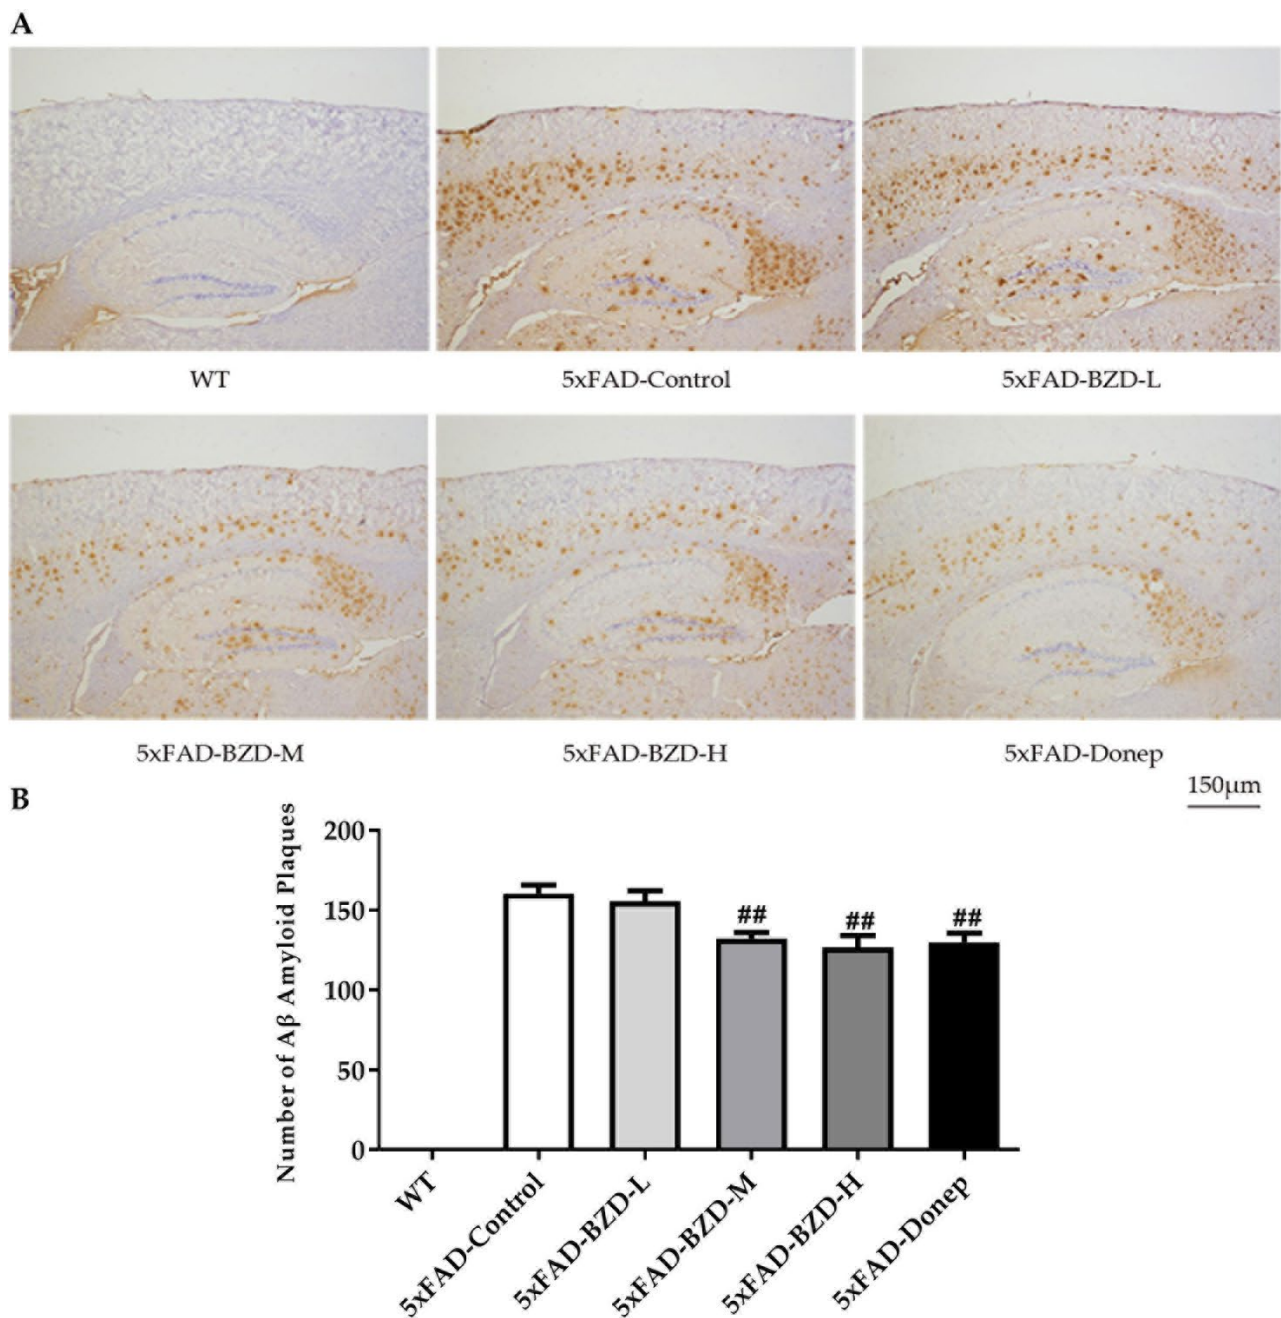 A
WT
5xFAD-Control
5xFAD-BZD-L
5xFAD-BZD-M
5xFAD-BZD-H
5xFAD-Donep
150μm
B
Number of Aβ Amyloid Plaques
200
150
100
50
0
##
##
##
WT
5xFAD-Control
5xFAD-BZD-L
5xFAD-BZD-M
5xFAD-BZD-H
5xFAD-Donep